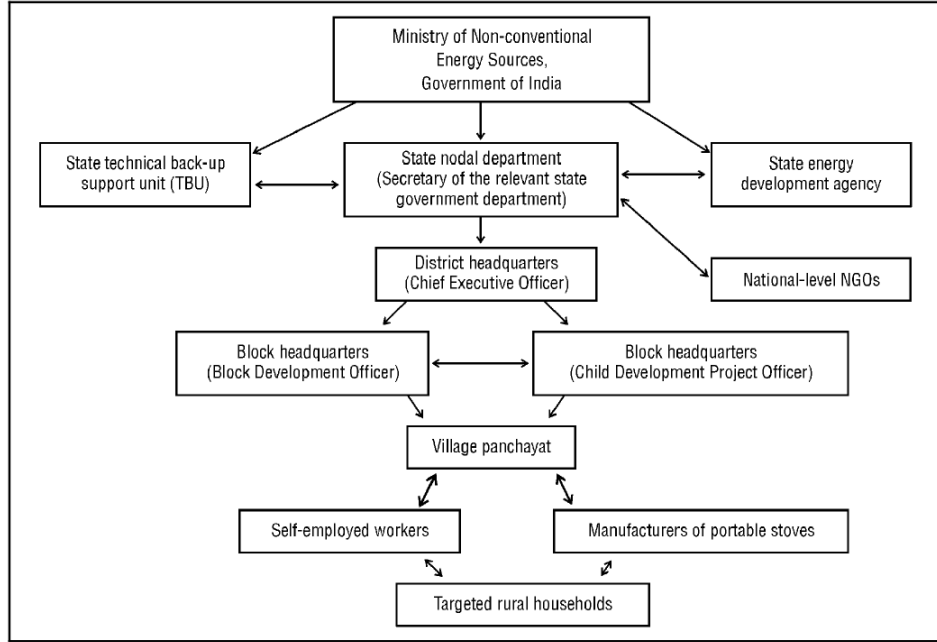 Ministry of Non-conventional
Energy Sources,
Government of India
State technical back-up
support unit (TBU)
State nodal department
(Secretary of the relevant state
government department)
State energy
development agency
District headquarters
(Chief Executive Officer)
National-level NGOs
Block headquarters
(Block Development Officer)
Block headquarters
(Child Development Project Officer)
Village panchayat
Self-employed workers
Manufacturers of portable stoves
Targeted rural households